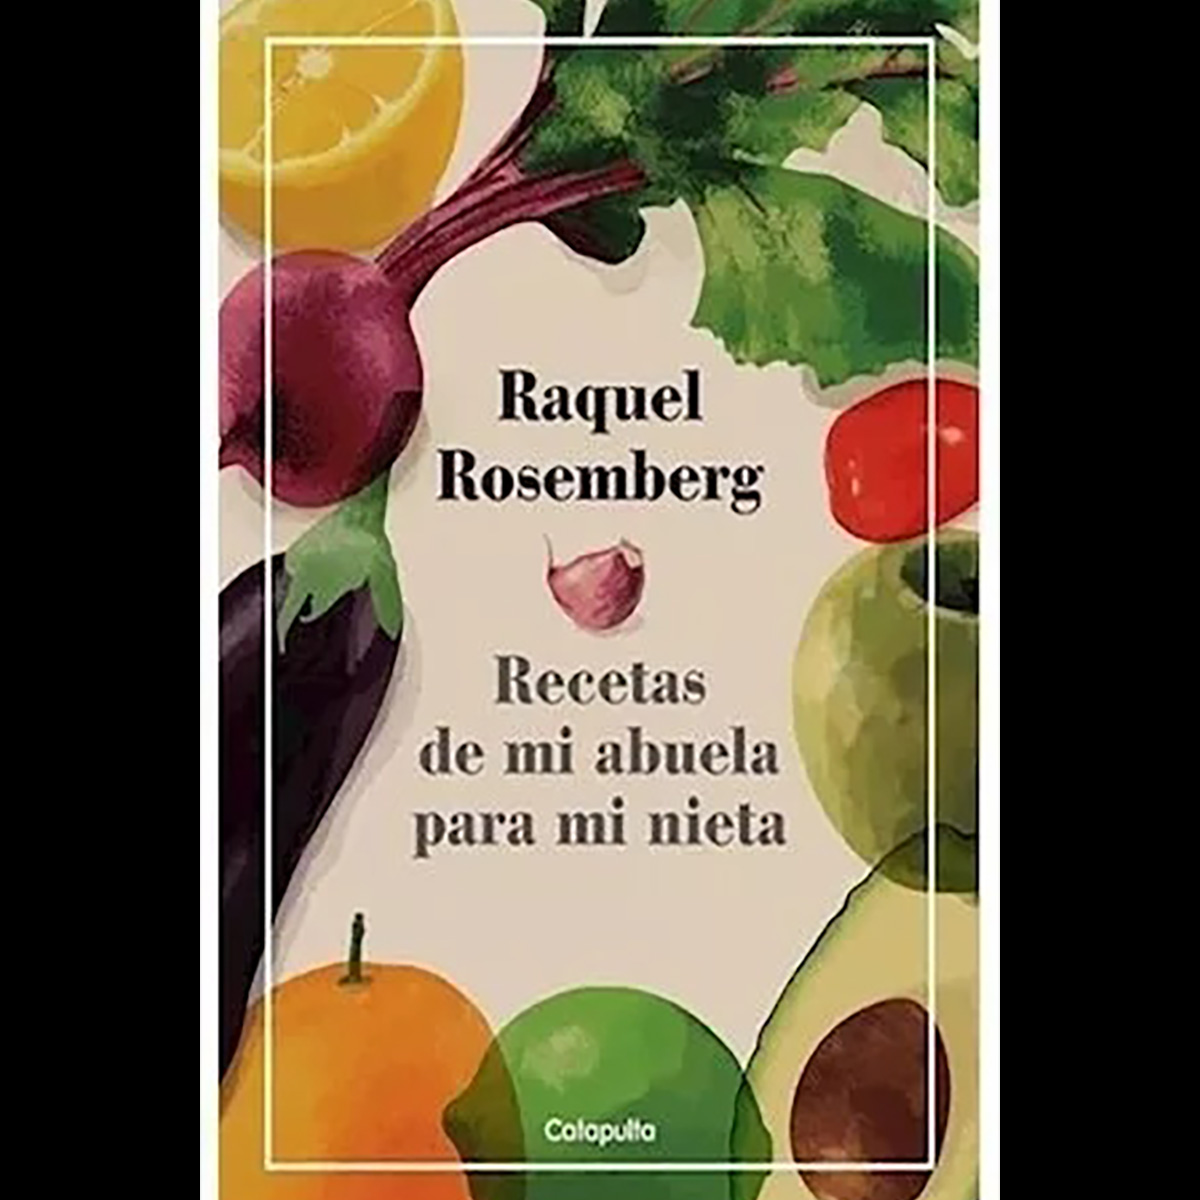 Raquel
Rosemberg
Recetas
de mi abuela
para mi nieta
Catapulta